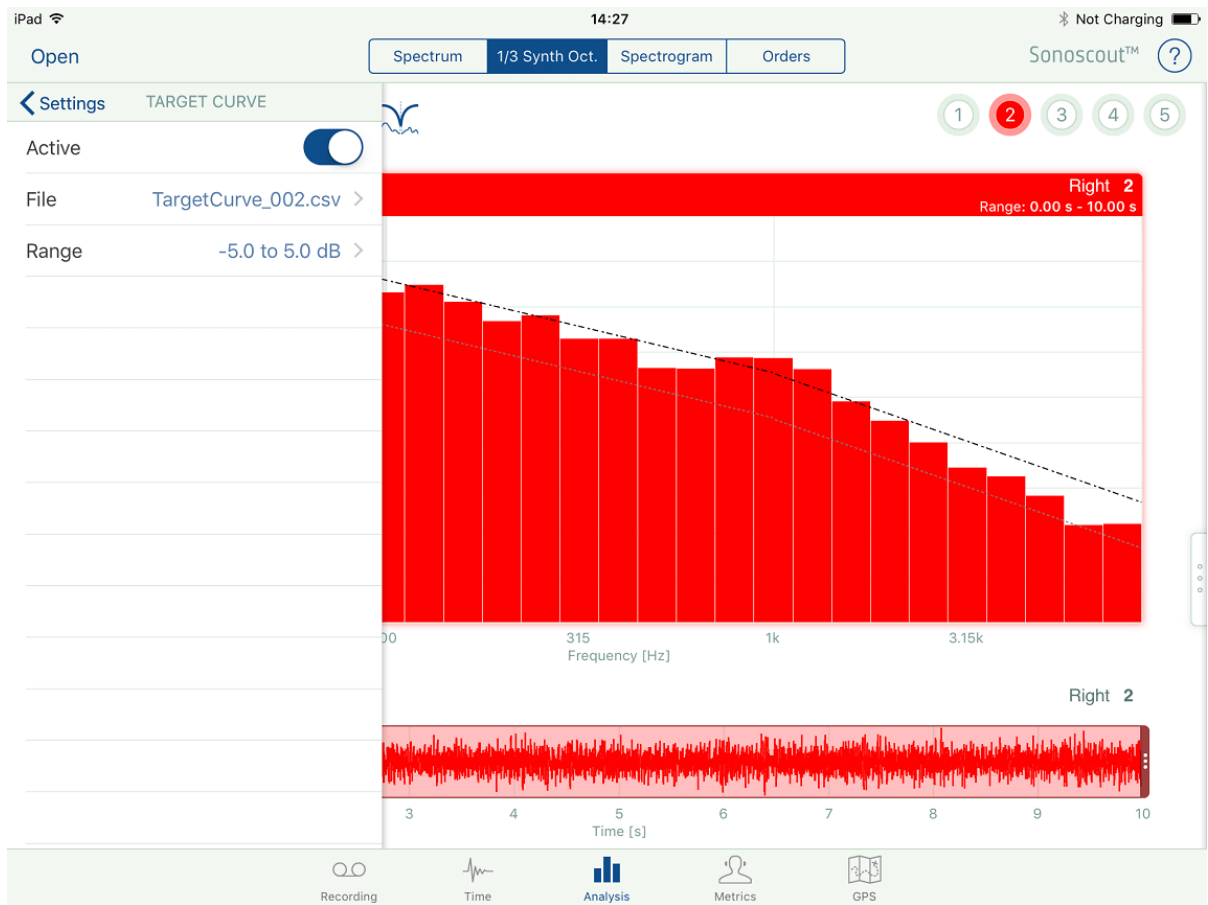 iPad
14:27
Not Charging
Open
Spectrum
1/3 Synth Oct.
Spectrogram
Orders
Sonoscout™
?
Settings
TARGET CURVE
1
2
3
4
5
Active
File
TargetCurve_002.csv
Range
-5.0 to 5.0 dB
Right 2
Range: 0.00 s - 10.00 s
00
315
1k
3.15k
Frequency [Hz]
Right 2
3
4
5
6
7
8
9
10
Time [s]
Recording
Time
Analysis
Metrics
GPS